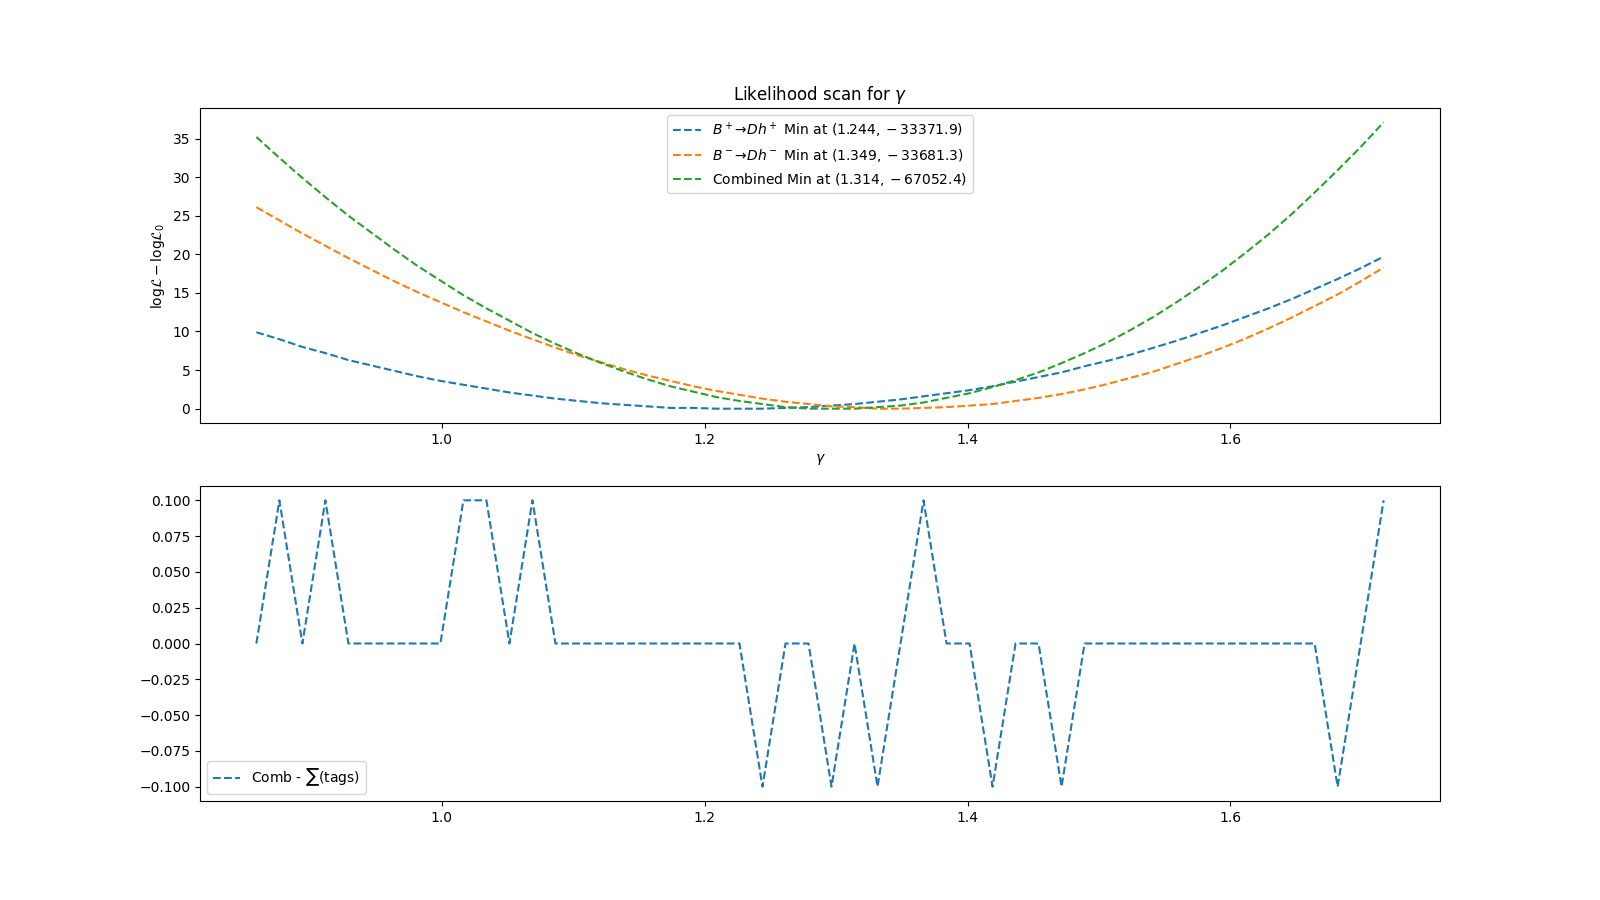 Likelihood scan for γ
B⁺→Dh⁺ Min at (1.244, −33371.9)
B⁻→Dh⁻ Min at (1.349, −33681.3)
Combined Min at (1.314, −67052.4)
logℒ − logℒ₀
35
30
25
20
15
10
5
0
1.0 1.2 1.4 1.6
γ
0.100
0.075
0.050
0.025
0.000
−0.025
−0.050
−0.075
−0.100
Comb - ∑(tags)
1.0 1.2 1.4 1.6